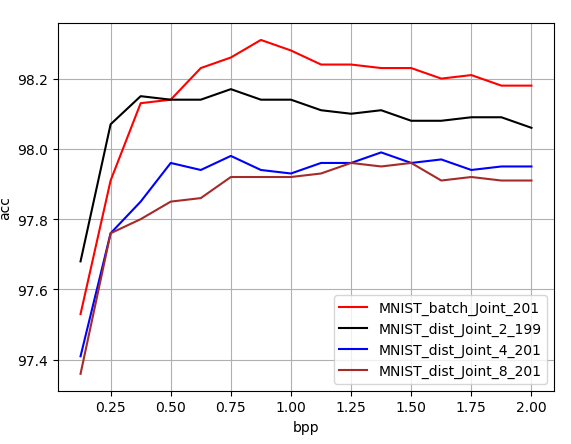 98.2
98.0
97.8
97.6
97.4
acc
MNIST_batch_Joint_201
MNIST_dist_Joint_2_199
MNIST_dist_Joint_4_201
MNIST_dist_Joint_8_201
0.25 0.50 0.75 1.00 1.25 1.50 1.75 2.00
bpp